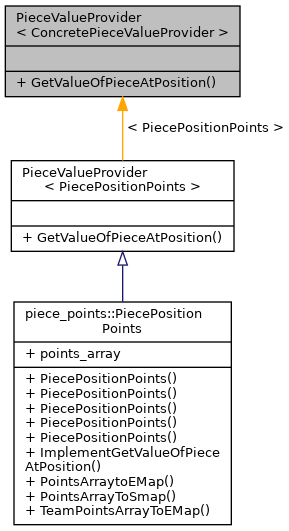 PieceValueProvider
< ConcretePieceValueProvider >
+ GetValueOfPieceAtPosition()
< PiecePositionPoints >
PieceValueProvider
< PiecePositionPoints >
+ GetValueOfPieceAtPosition()
piece_points::PiecePosition
Points
+ points_array
+ PiecePositionPoints()
+ PiecePositionPoints()
+ PiecePositionPoints()
+ PiecePositionPoints()
+ PiecePositionPoints()
+ ImplementGetValueOfPiece
AtPosition()
+ PointsArraytoEMap()
+ PointsArrayToSmap()
+ TeamPointsArrayToEMap()